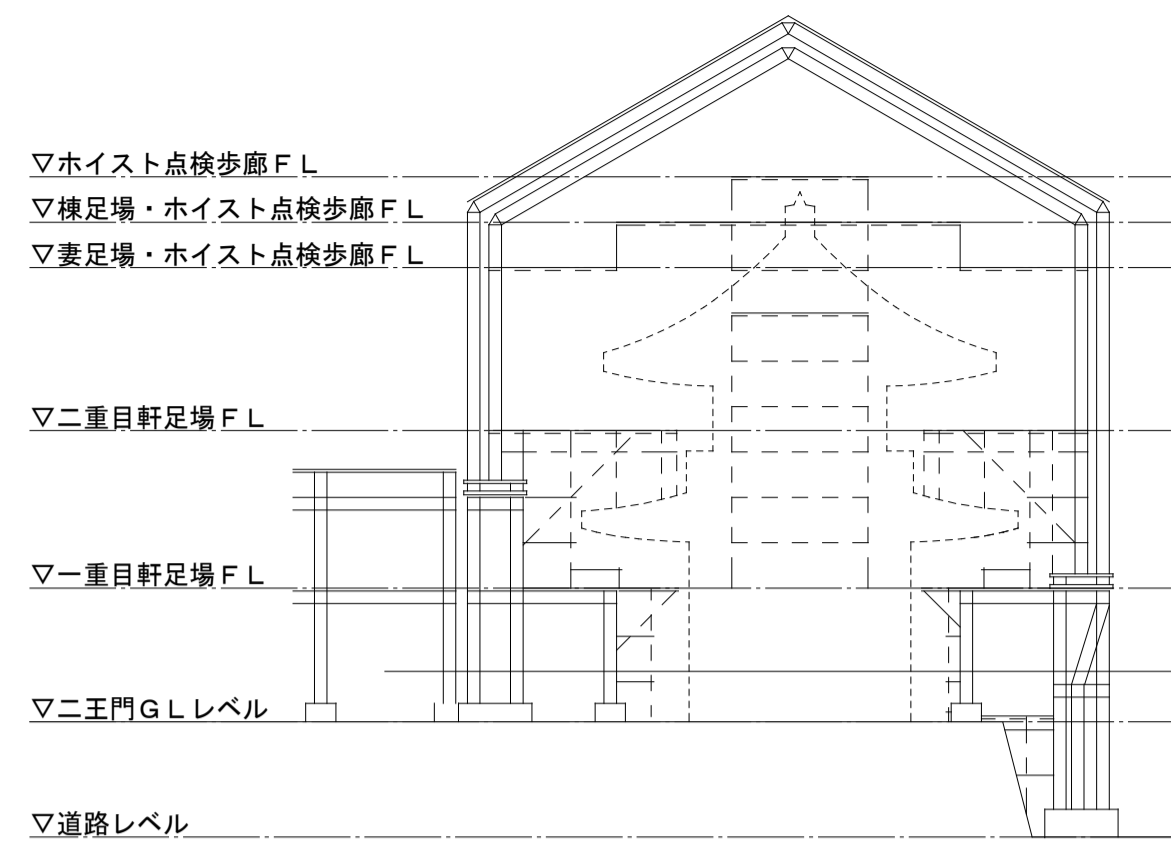 ▽ホイスト点検歩廊ＦＬ
▽棟足場・ホイスト点検歩廊ＦＬ
▽妻足場・ホイスト点検歩廊ＦＬ
▽二重目軒足場ＦＬ
▽一重目軒足場ＦＬ
▽二王門ＧＬレベル
▽道路レベル